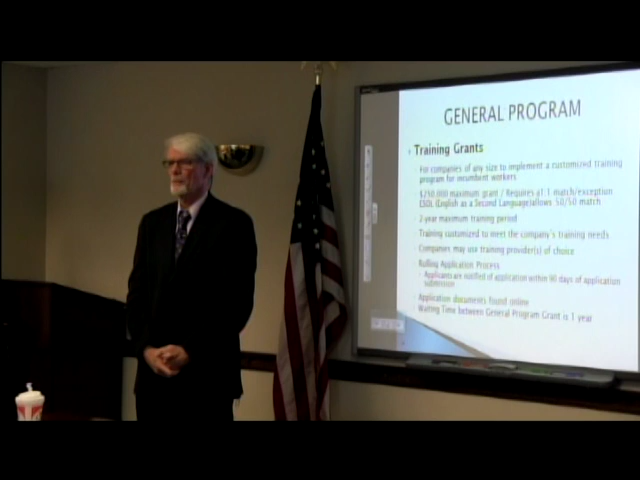 GENERAL PROGRAM
Training Grants
For companies of any size to implement a customized training
program for incumbent workers
$250,000 maximum grant / Requires a1:1 match/exception
ESOL (English as a Second Language)allows 50/50 match
2-year maximum training period
Training customized to meet the company's training needs
Companies may use training provider(s) of choice
Rolling Application Process
Applicants are notified of application within 90 days of application
submission
Application documents found online
Waiting Time between General Program Grant is 1 year